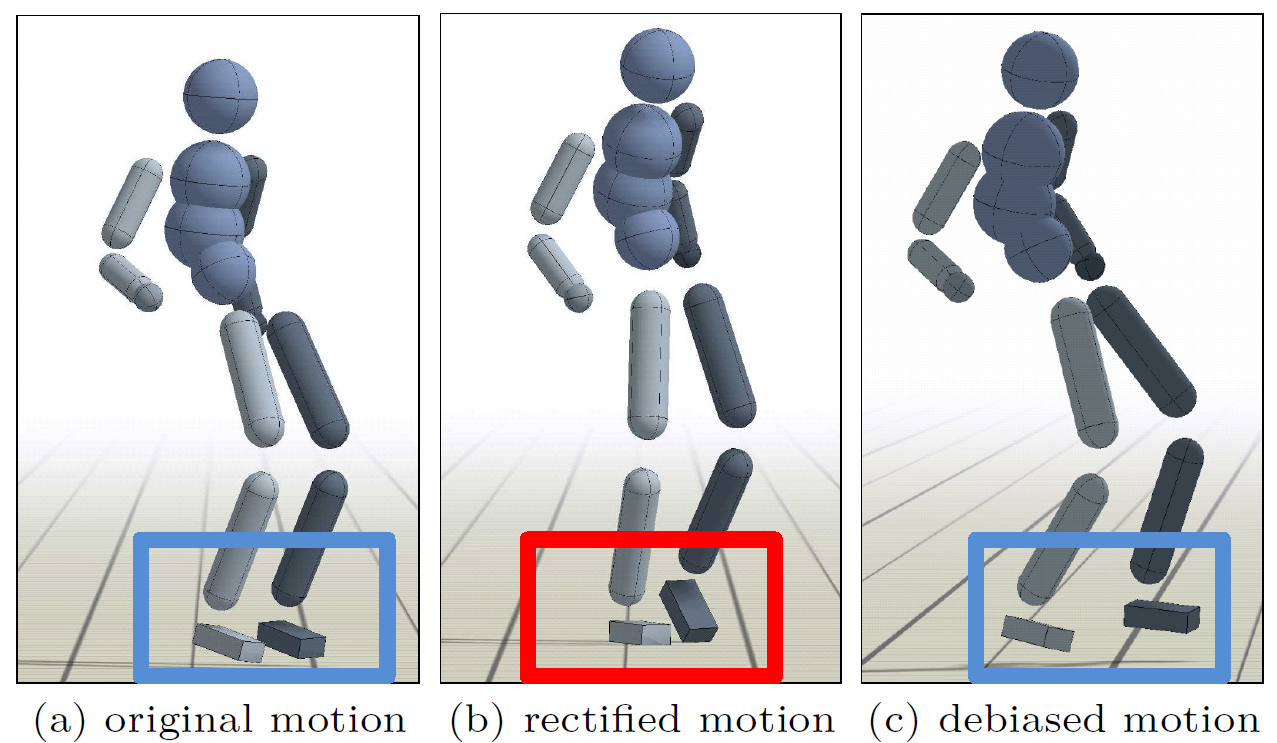 (a) original motion
(b) rectified motion
(c) debiased motion